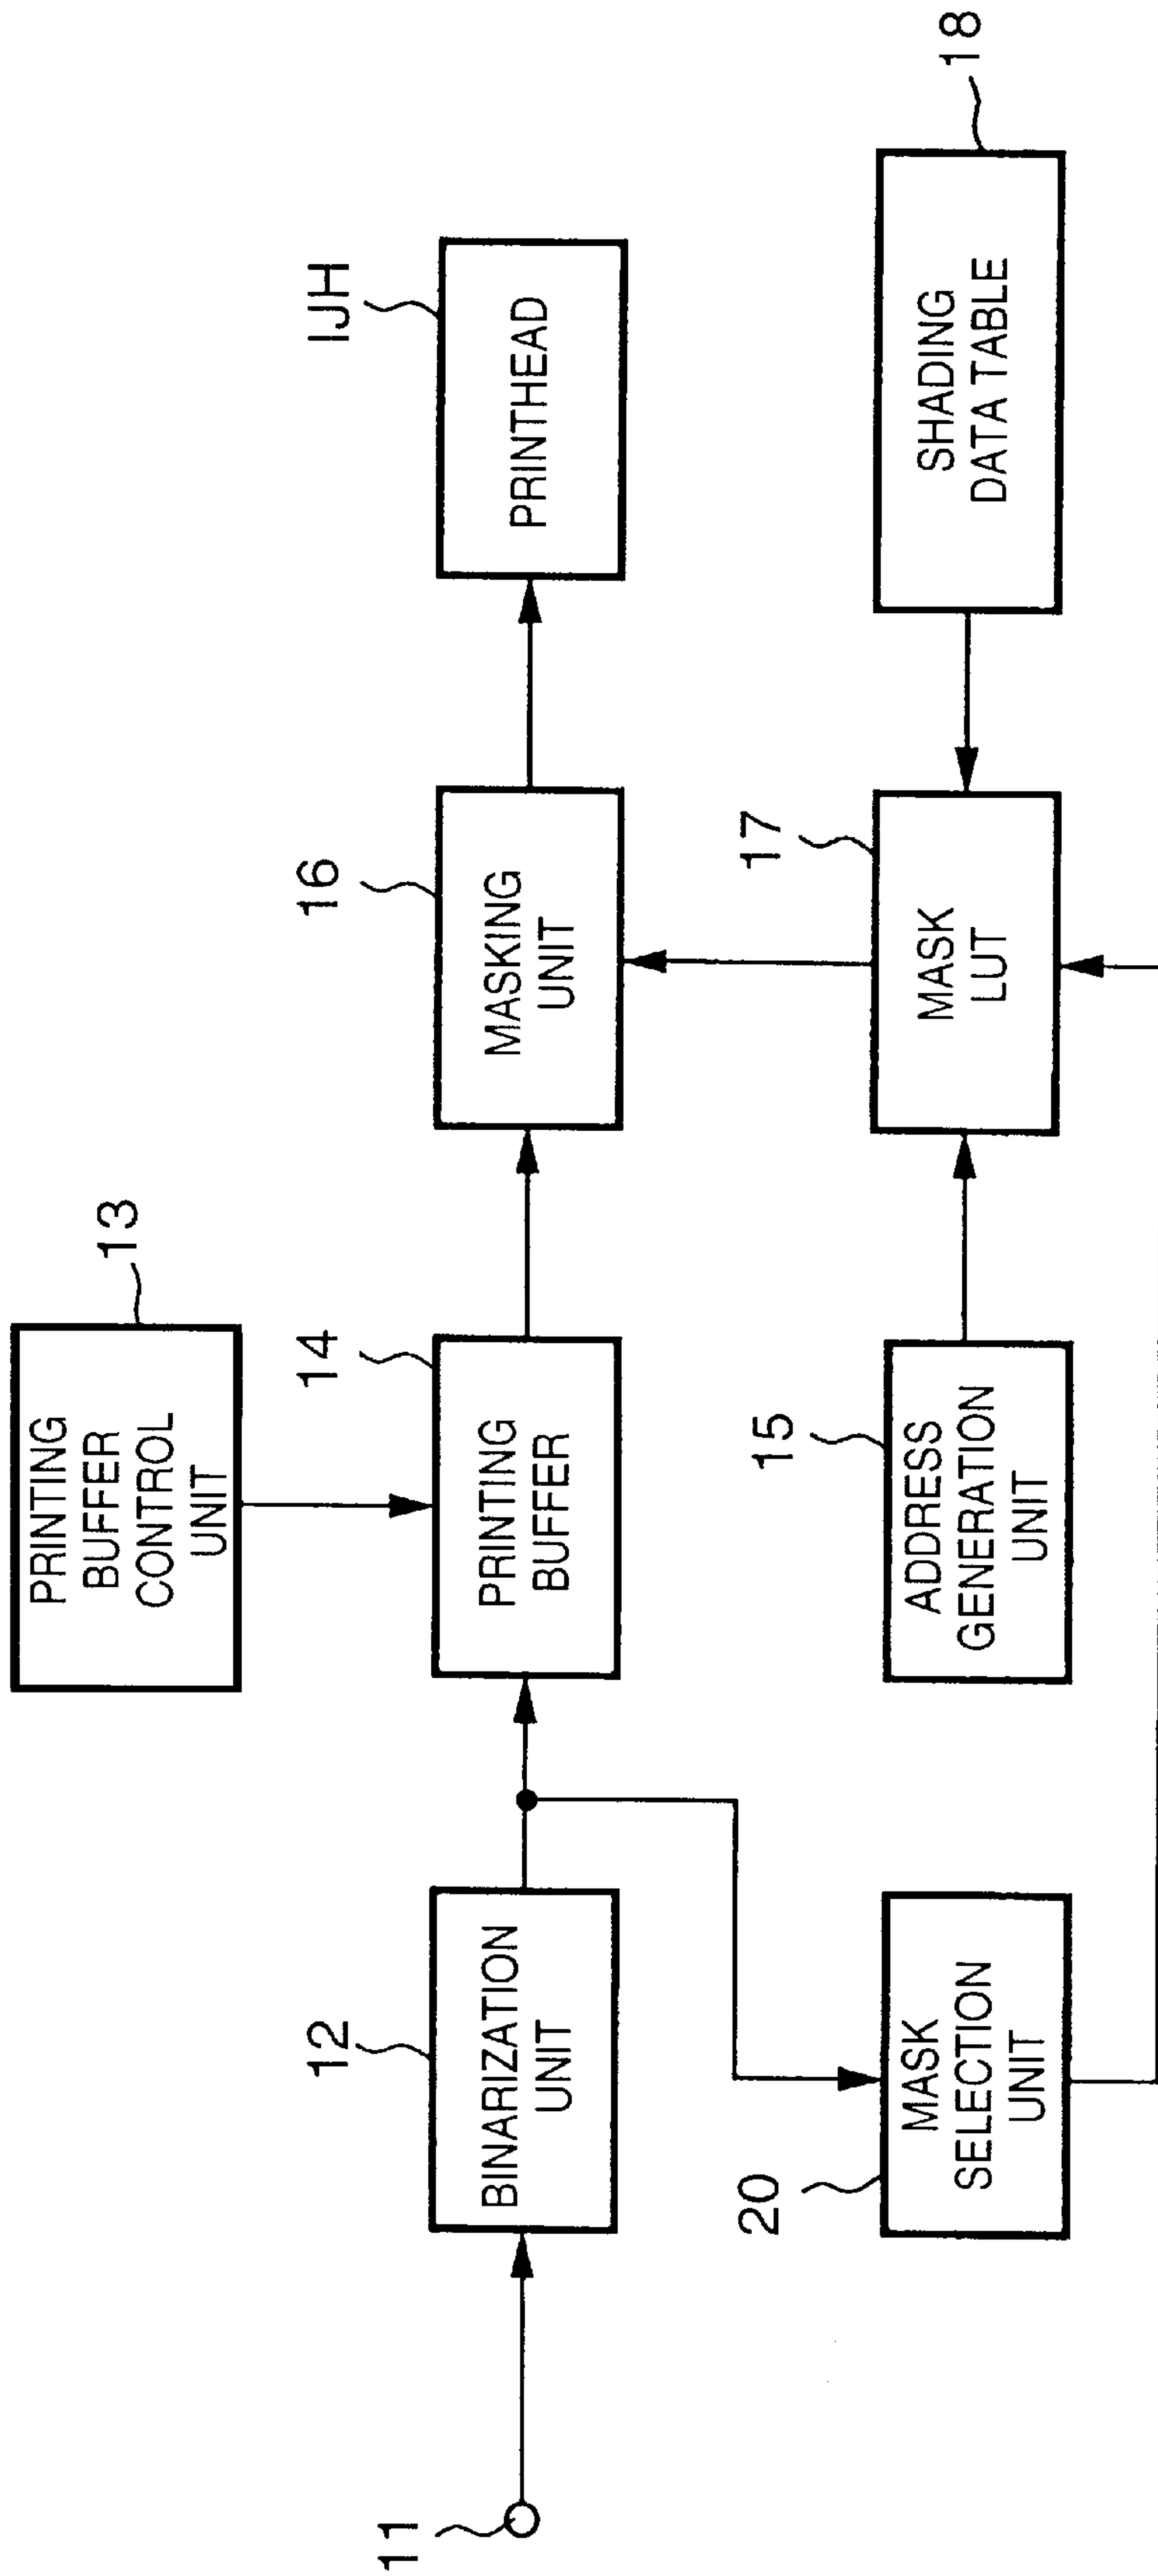 13
PRINTING
BUFFER
CONTROL
UNIT
11
12
BINARIZATION
UNIT
14
PRINTING
BUFFER
16
MASKING
UNIT
IJH
PRINTHEAD
20
MASK
SELECTION
UNIT
15
ADDRESS
GENERATION
UNIT
17
MASK
LUT
18
SHADING
DATA TABLE